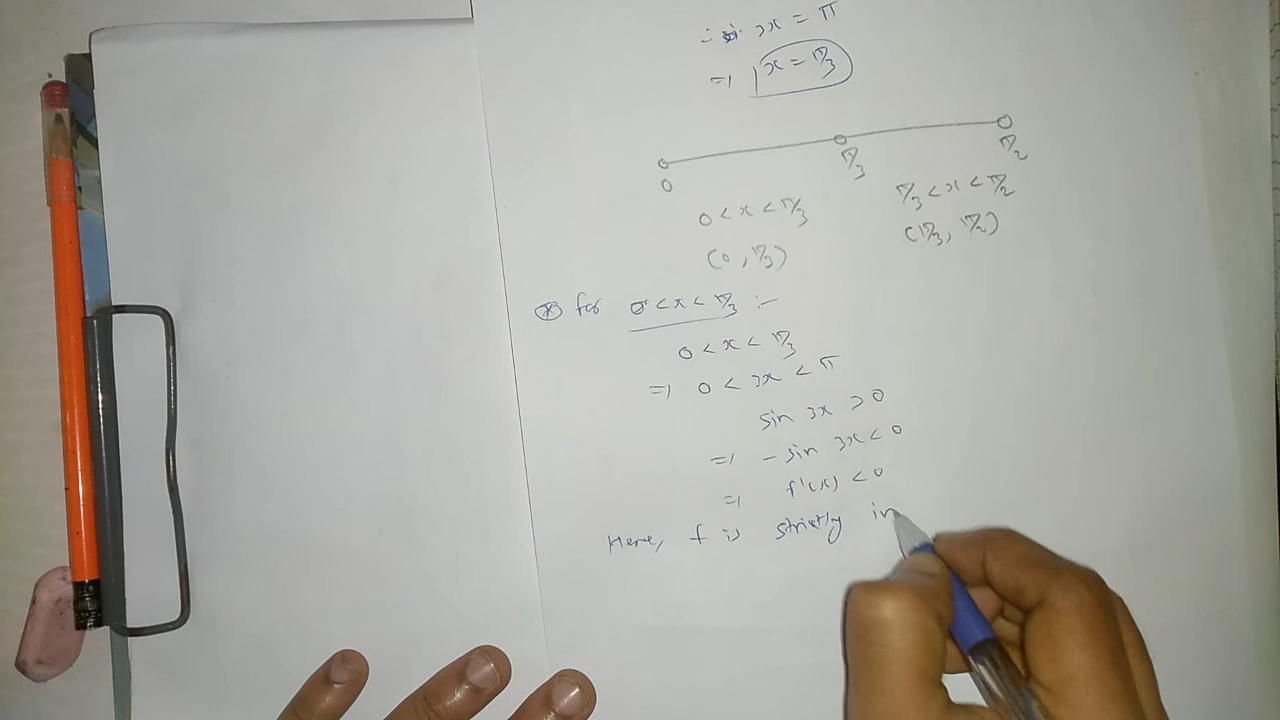 ∴ 3x = π
⇒ x = π/3
0 π/3 π/2
0 < x < π/3 π/3 < x < π/2
(0, π/3) (π/3, π/2)
⊛ for 0 < x < π/3 :-
0 < x < π/3
⇒ 0 < 3x < π
sin 3x > 0
⇒ - sin 3x < 0
⇒ f'(x) < 0
Here, f is strictly in